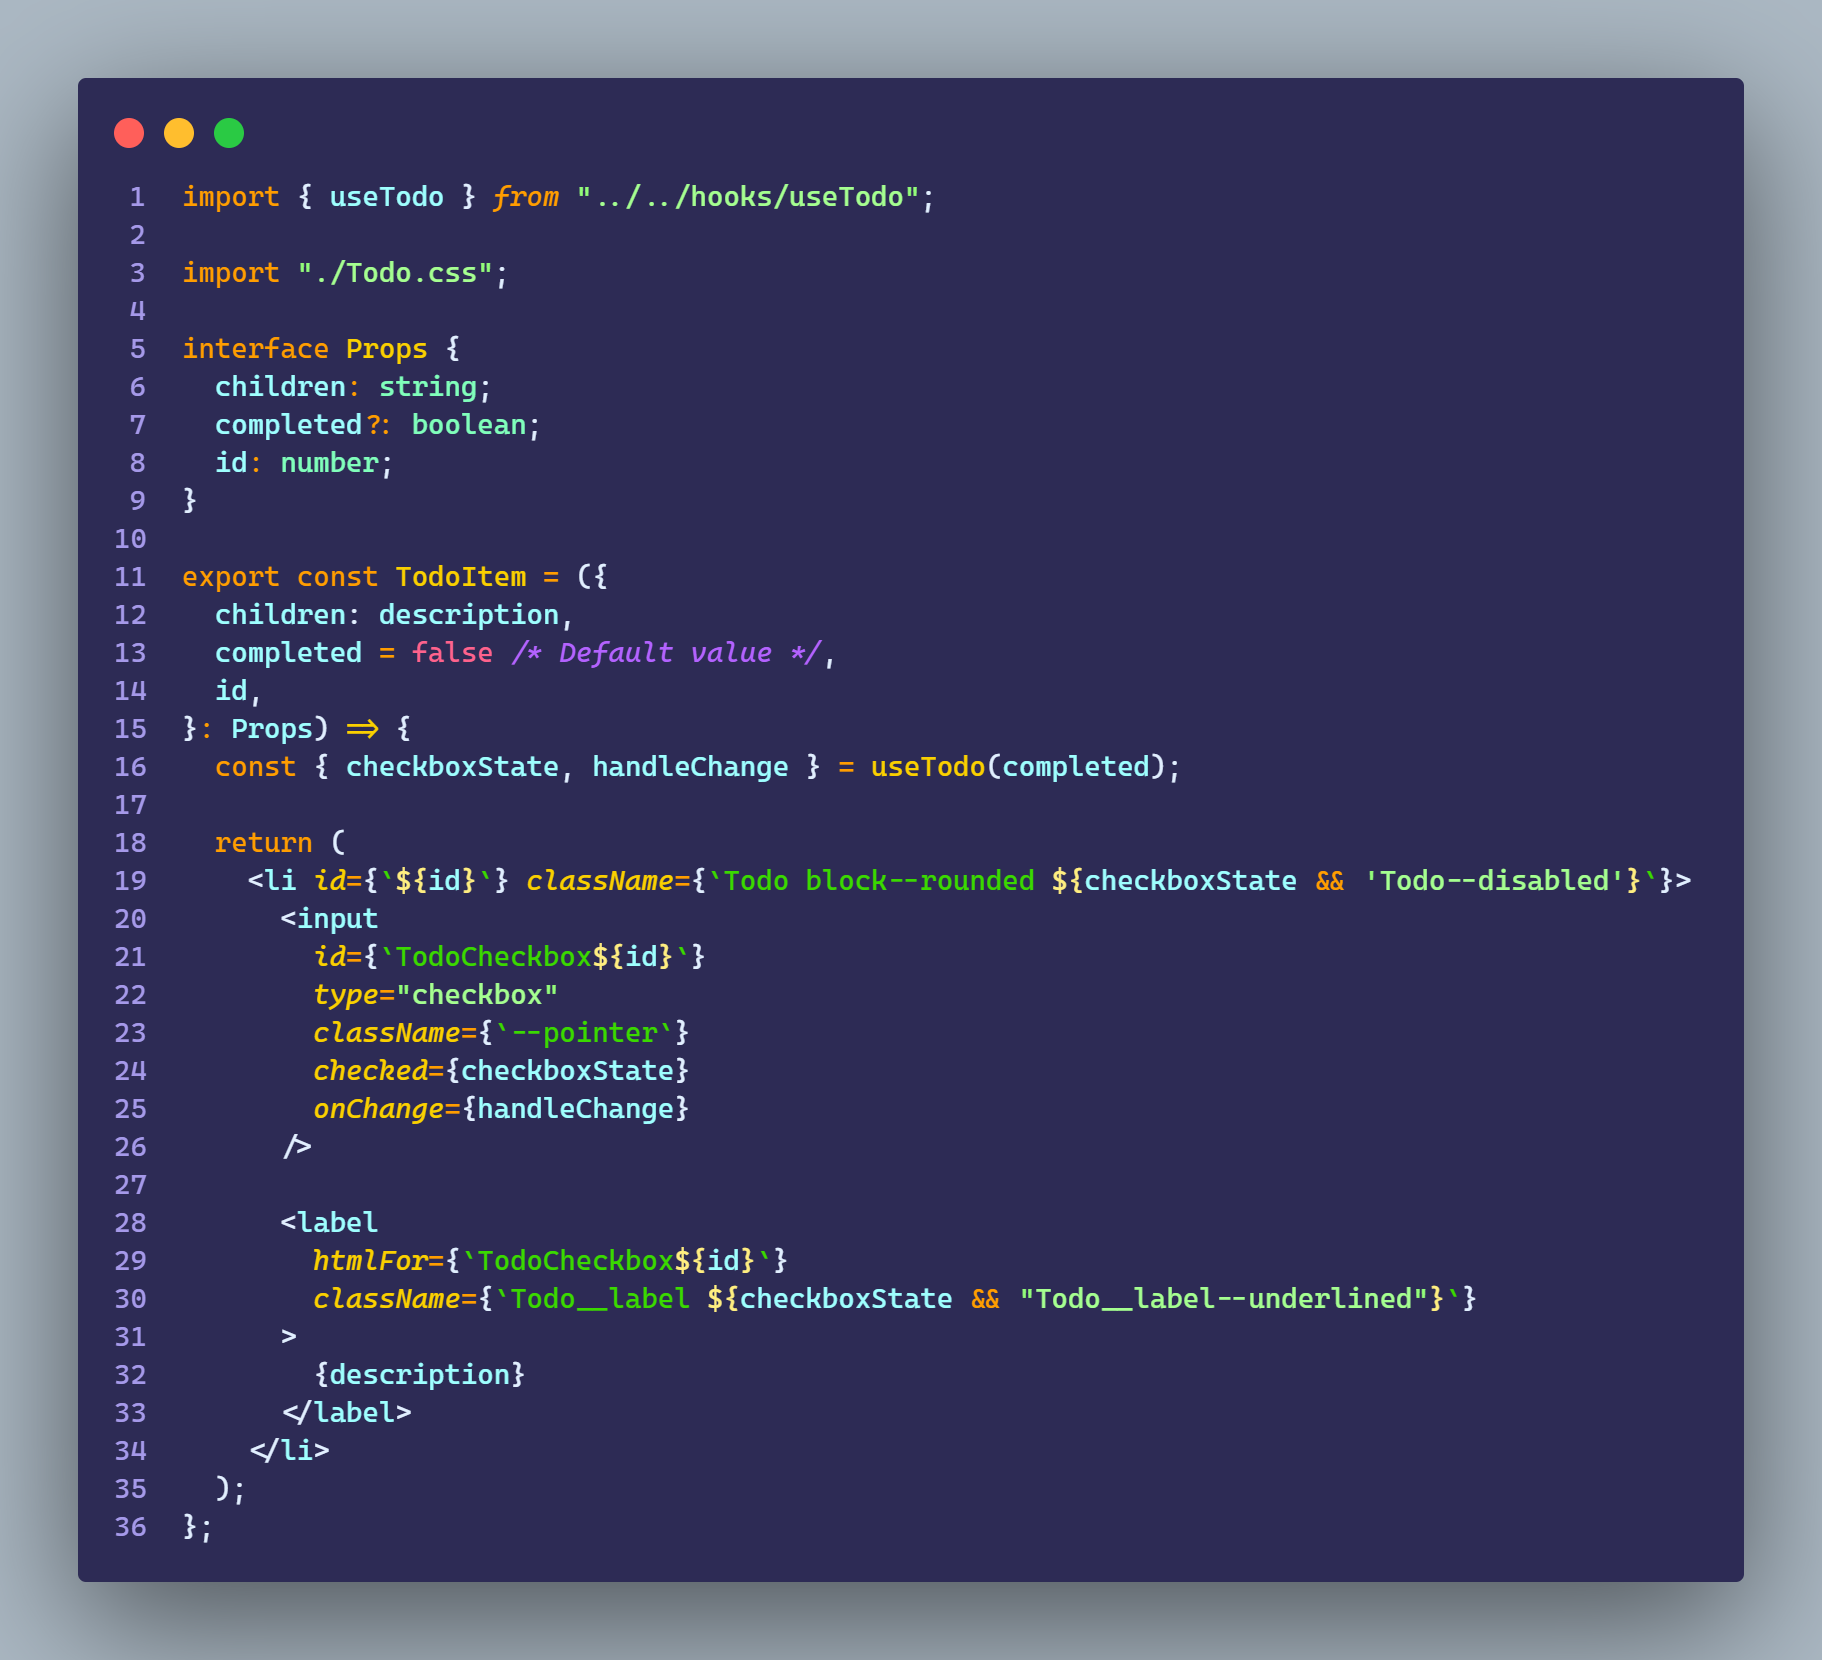 1 import { useTodo } from "../../hooks/useTodo";
2
3 import "./Todo.css";
4
5 interface Props {
6   children: string;
7   completed?: boolean;
8   id: number;
9 }
10
11 export const TodoItem = ({
12   children: description,
13   completed = false /* Default value */,
14   id,
15 }: Props) => {
16   const { checkboxState, handleChange } = useTodo(completed);
17
18   return (
19     <li id={`${id}`} className={`Todo block--rounded ${checkboxState && 'Todo--disabled'}`}>
20       <input
21         id={`TodoCheckbox${id}`}
22         type="checkbox"
23         className={`--pointer`}
24         checked={checkboxState}
25         onChange={handleChange}
26       />
27
28       <label
29         htmlFor={`TodoCheckbox${id}`}
30         className={`Todo__label ${checkboxState && "Todo__label--underlined"}`}
31       >
32         {description}
33       </label>
34     </li>
35   );
36 };